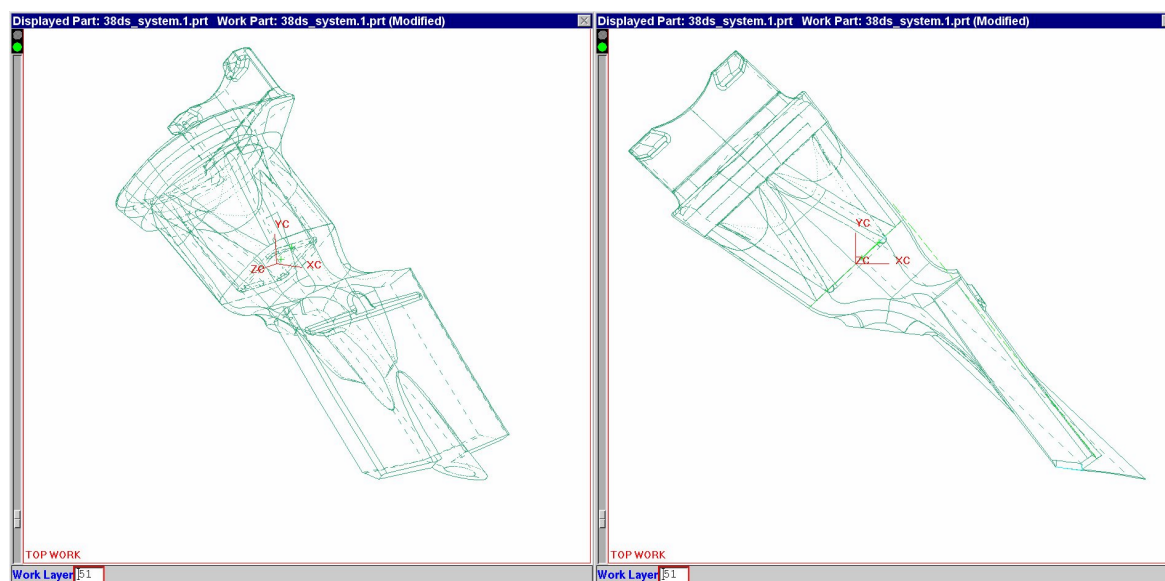 Displayed Part: 38ds_system.1.prt Work Part: 38ds_system.1.prt (Modified)
YC
ZC
XC
TOP WORK
Work Layer 51
Displayed Part: 38ds_system.1.prt Work Part: 38ds_system.1.prt (Modified)
YC
ZC
XC
TOP WORK
Work Layer 51